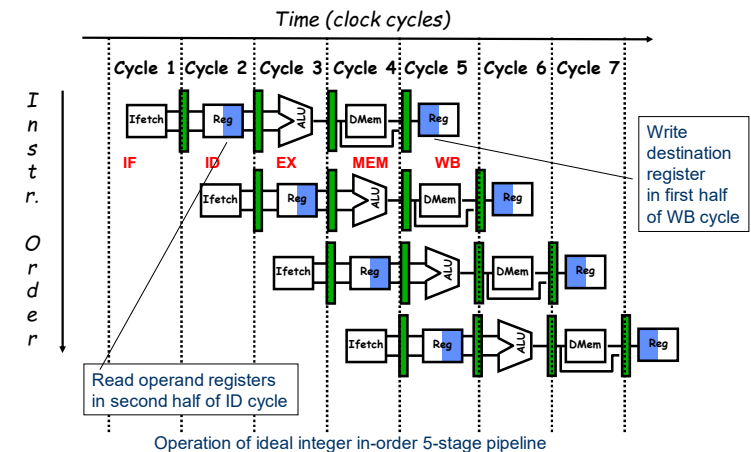 Time (clock cycles)
Cycle 1 Cycle 2 Cycle 3 Cycle 4 Cycle 5 Cycle 6 Cycle 7
Instr. Order
Ifetch Reg ALU DMem Reg
IF ID EX MEM WB
Ifetch Reg ALU DMem Reg
Ifetch Reg ALU DMem Reg
Ifetch Reg ALU DMem Reg
Write
destination
register
in first half
of WB cycle
Read operand registers
in second half of ID cycle
Operation of ideal integer in-order 5-stage pipeline